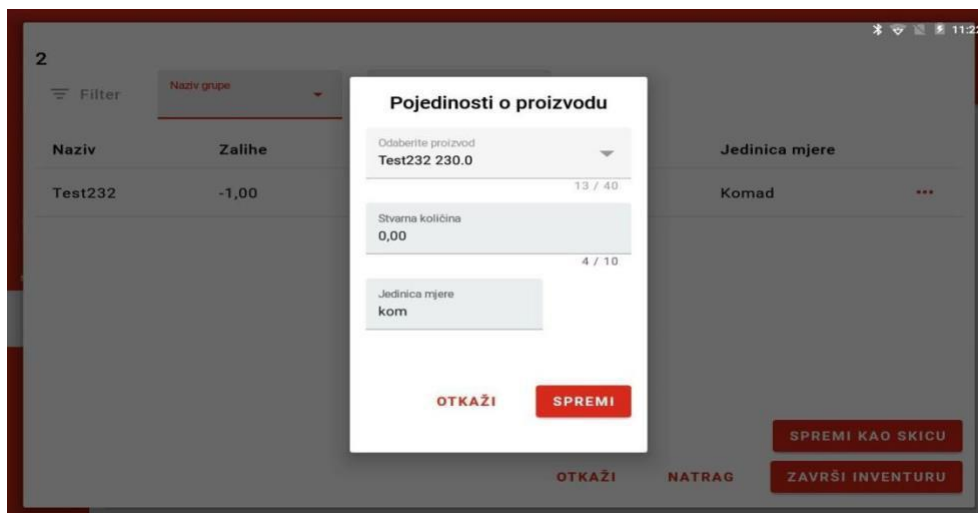 11:22
2
Filter
Naziv grupe
Naziv
Zalihe
Jedinica mjere
Test232
-1,00
Komad
Pojedinosti o proizvodu
Odaberite proizvod
Test232 230.0
13 / 40
Stvarna količina
0,00
4 / 10
Jedinica mjere
kom
OTKAŽI
SPREMI
SPREMI KAO SKICU
OTKAŽI
NATRAG
ZAVRŠI INVENTURU